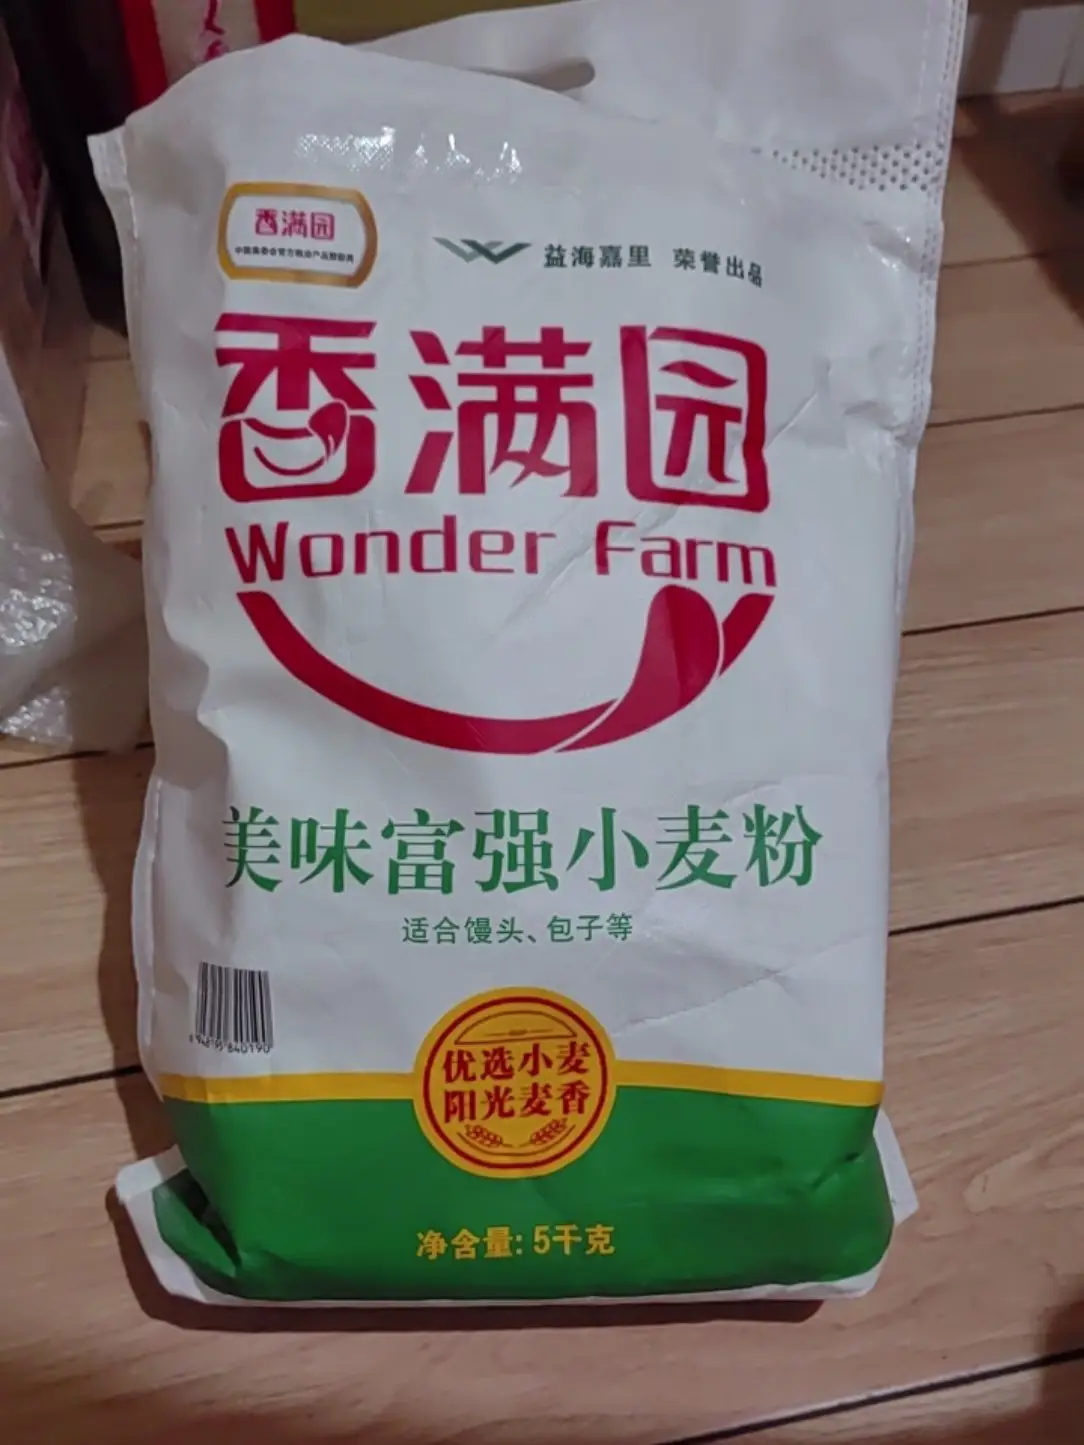 香满园
益海嘉里 荣誉出品
香满园
Wonder Farm
美味富强小麦粉
适合馒头、包子等
优选小麦
阳光麦香
净含量:5千克